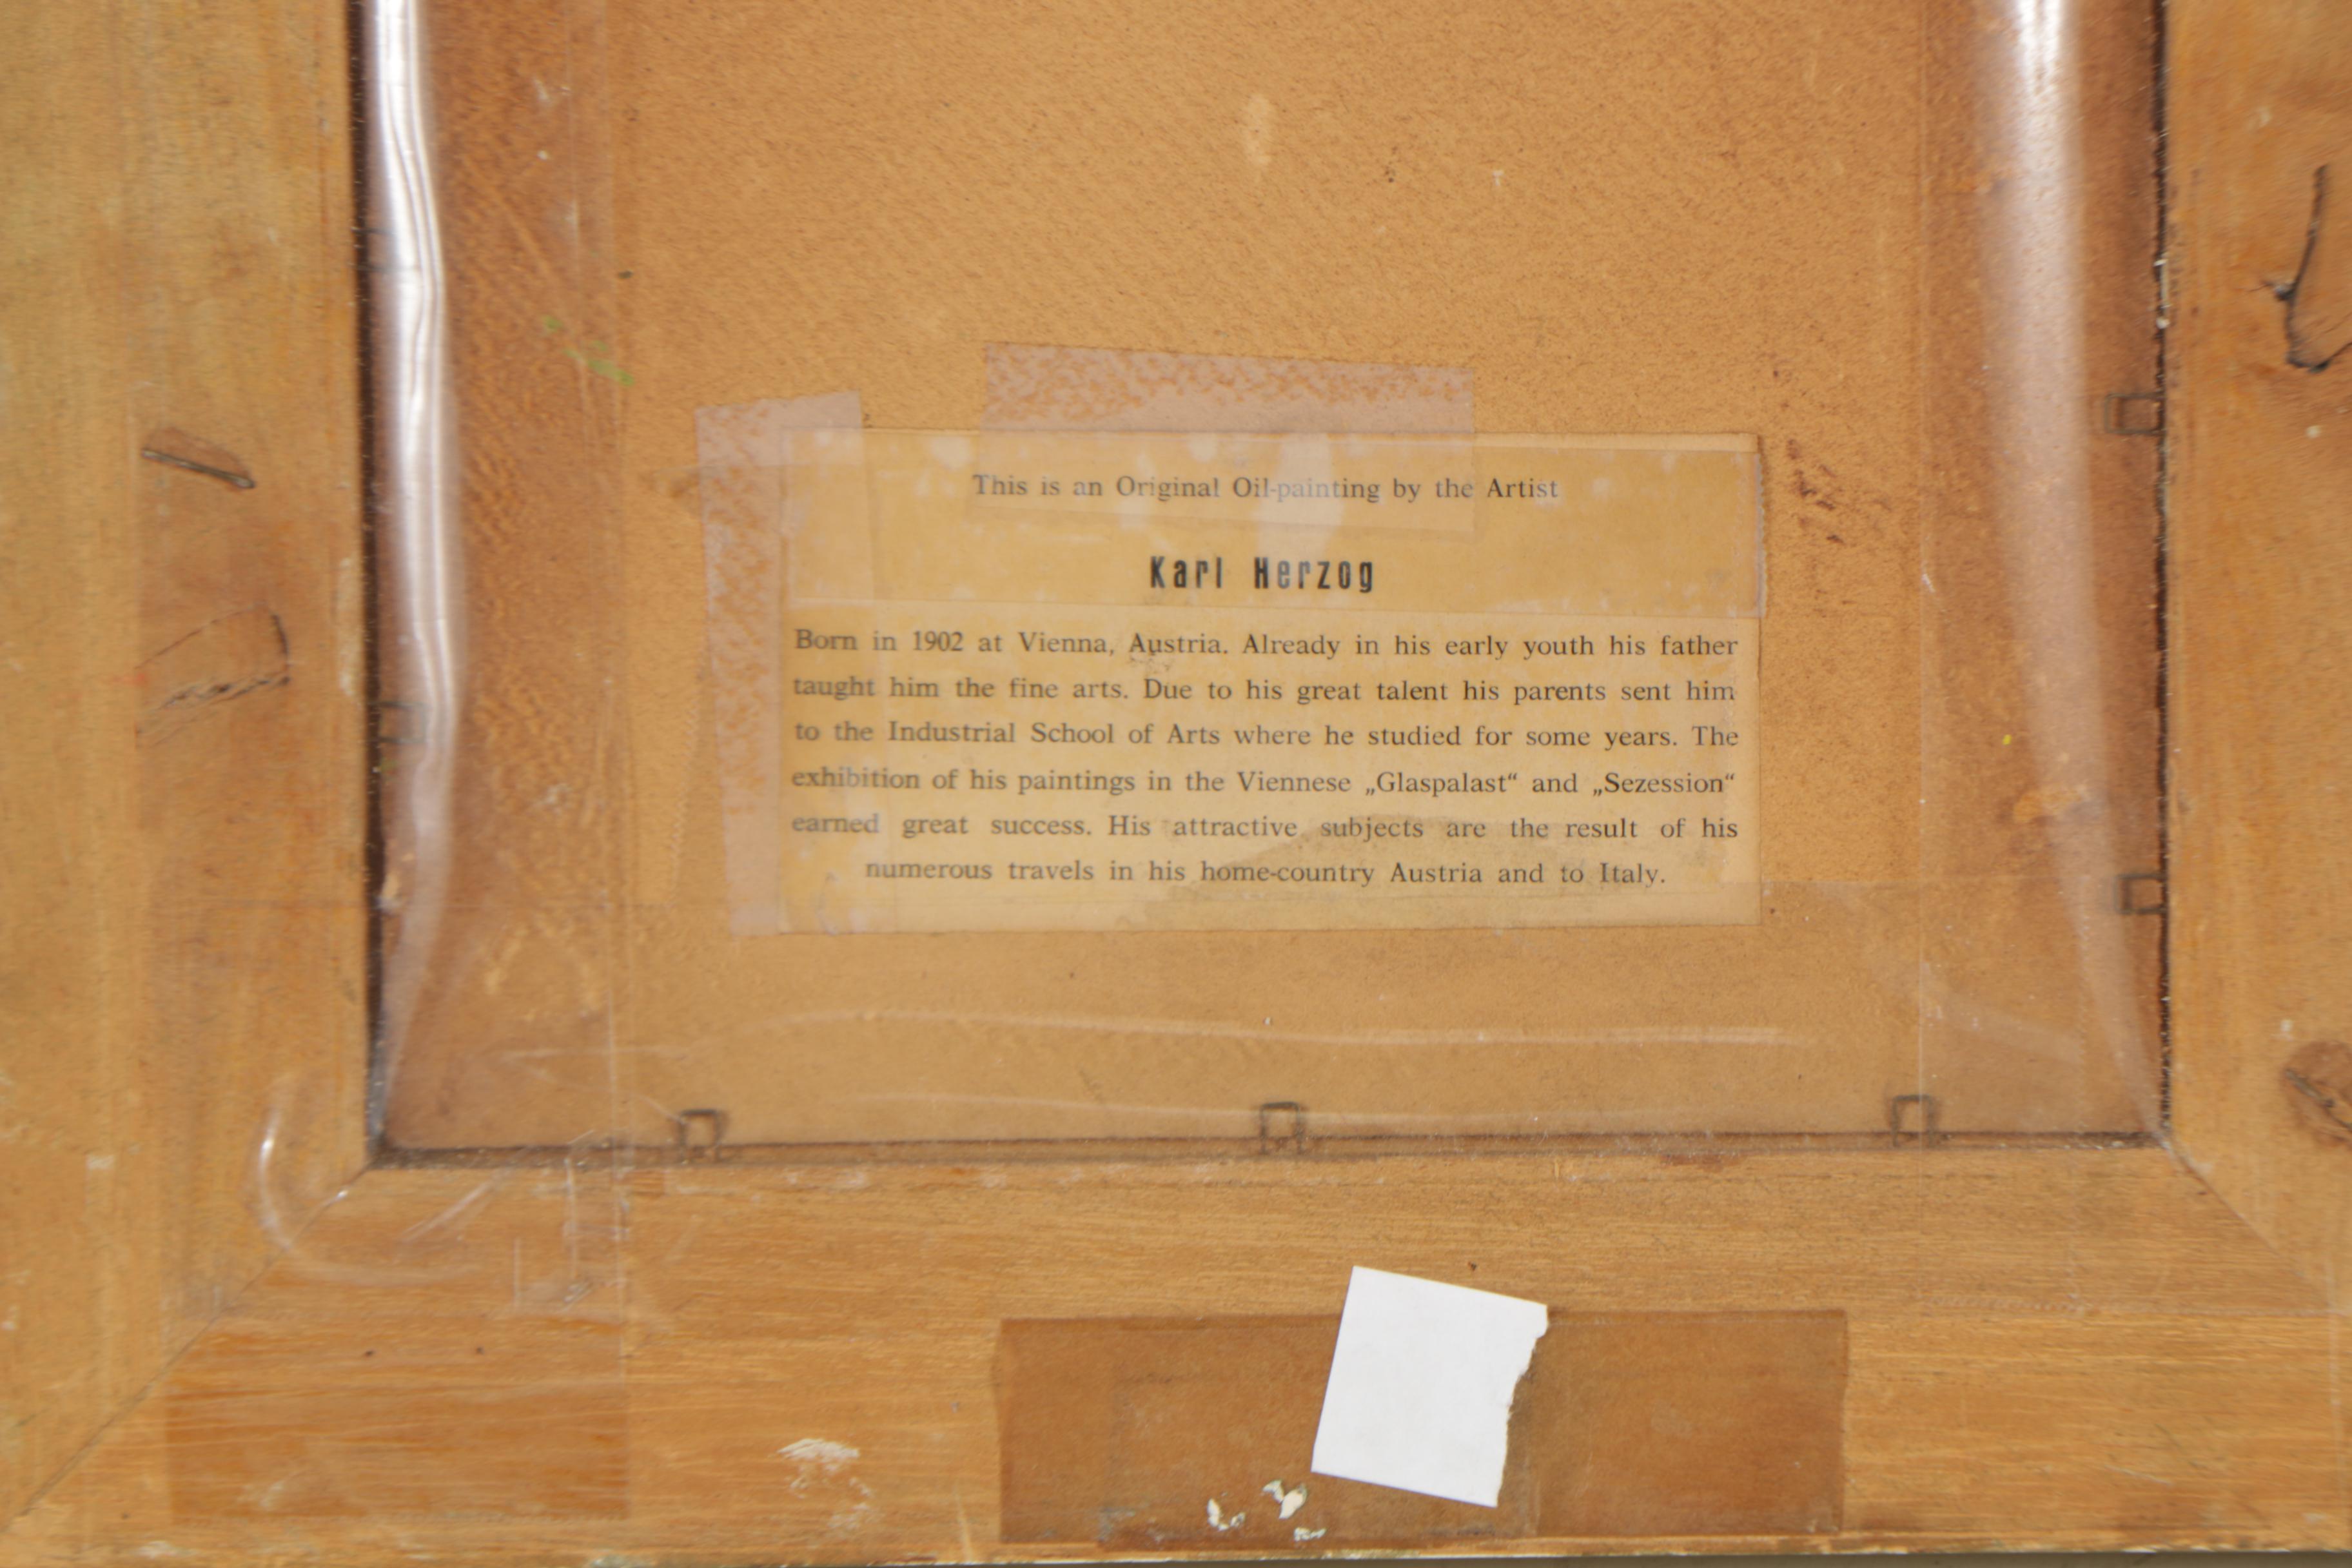 This is an Original Oil-painting by the Artist
Karl Herzog
Born in 1902 at Vienna, Austria. Already in his early youth his father
taught him the fine arts. Due to his great talent his parents sent him
to the Industrial School of Arts where he studied for some years. The
exhibition of his paintings in the Viennese „Glaspalast“ and „Sezession“
earned great success. His attractive subjects are the result of his
numerous travels in his home-country Austria and to Italy.